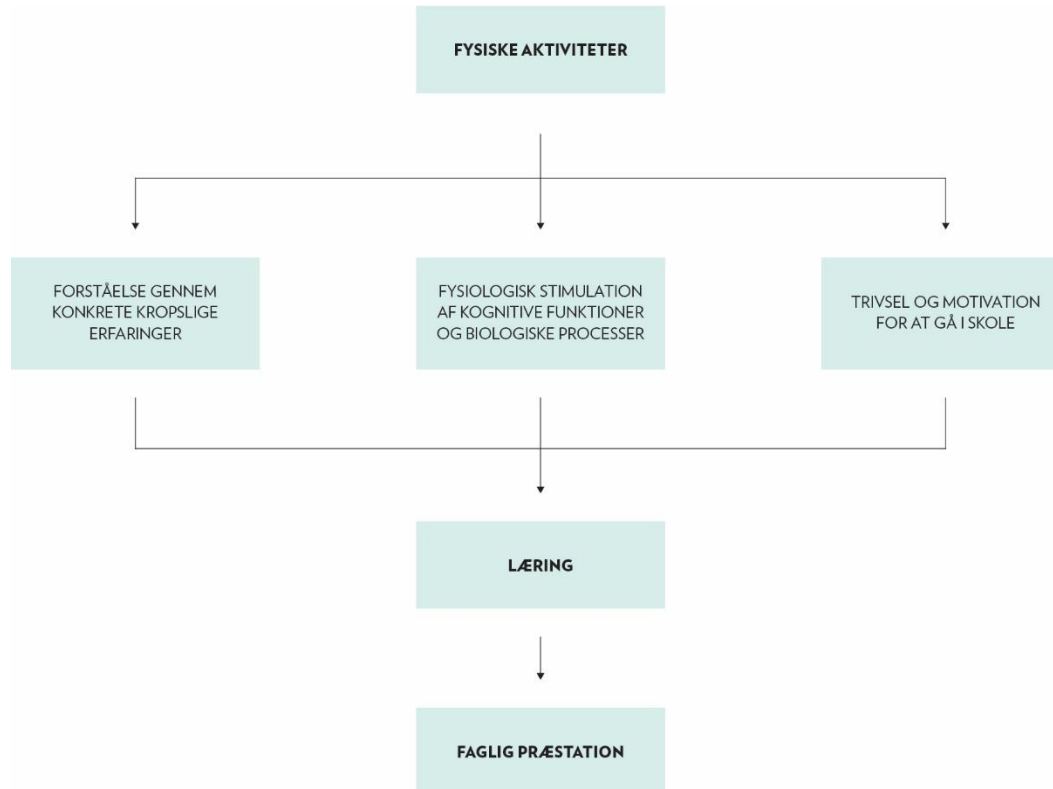 FYSISKE AKTIVITETER
FORSTÅELSE GENNEM
KONKRETE KROPSLIGE
ERFARINGER
FYSIOLOGISK STIMULATION
AF KOGNITIVE FUNKTIONER
OG BIOLOGISKE PROCESSER
TRIVSEL OG MOTIVATION
FOR AT GÅ I SKOLE
LÆRING
FAGLIG PRÆSTATION